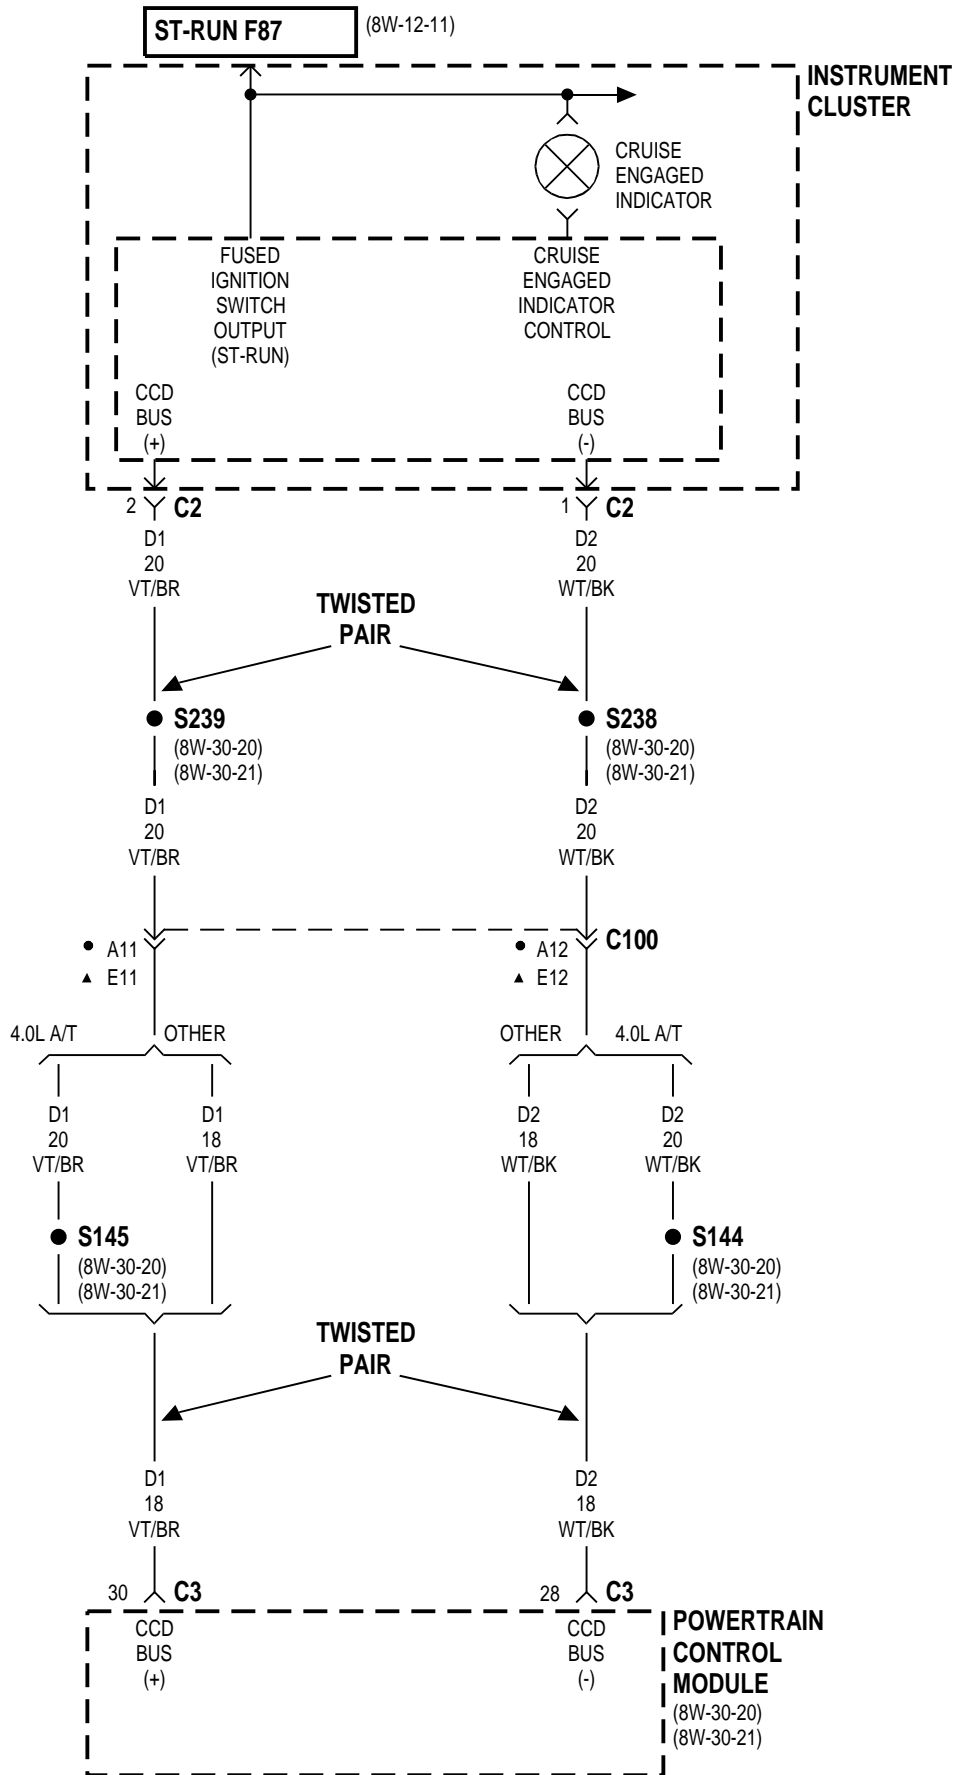 ST-RUN F87
(8W-12-11)
INSTRUMENT
CLUSTER
CRUISE
ENGAGED
INDICATOR
FUSED
IGNITION
SWITCH
OUTPUT
(ST-RUN)
CRUISE
ENGAGED
INDICATOR
CONTROL
CCD
BUS
(+)
CCD
BUS
(-)
2
C2
1
C2
D1
20
VT/BR
D2
20
WT/BK
TWISTED
PAIR
S239
(8W-30-20)
(8W-30-21)
S238
(8W-30-20)
(8W-30-21)
D1
20
VT/BR
D2
20
WT/BK
A11
E11
A12
E12
C100
4.0L A/T
OTHER
OTHER
4.0L A/T
D1
20
VT/BR
D1
18
VT/BR
D2
18
WT/BK
D2
20
WT/BK
S145
(8W-30-20)
(8W-30-21)
S144
(8W-30-20)
(8W-30-21)
TWISTED
PAIR
D1
18
VT/BR
D2
18
WT/BK
30
C3
28
C3
CCD
BUS
(+)
CCD
BUS
(-)
POWERTRAIN
CONTROL
MODULE
(8W-30-20)
(8W-30-21)